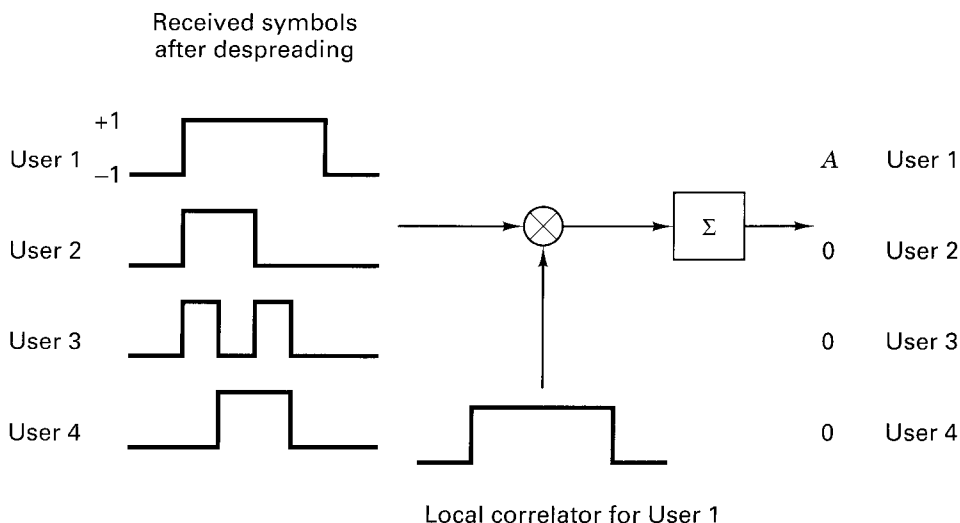 Received symbols
after despreading
+1
User 1
−1
A User 1
User 2
Σ
0 User 2
User 3
0 User 3
User 4
0 User 4
Local correlator for User 1